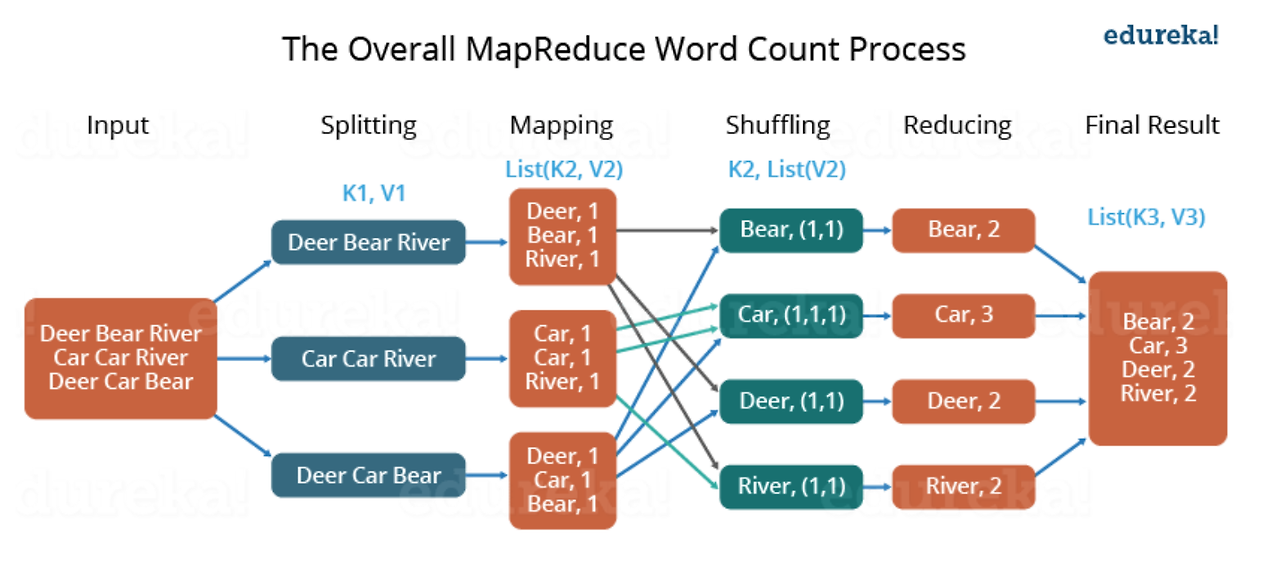 The Overall MapReduce Word Count Process
edureka!
Input
Splitting
Mapping
Shuffling
Reducing
Final Result
K1, V1
List(K2, V2)
K2, List(V2)
List(K3, V3)
Deer Bear River
Car Car River
Deer Car Bear
Deer Bear River
Car Car River
Deer Car Bear
Deer, 1
Bear, 1
River, 1
Car, 1
Car, 1
River, 1
Deer, 1
Car, 1
Bear, 1
Bear, (1,1)
Car, (1,1,1)
Deer, (1,1)
River, (1,1)
Bear, 2
Car, 3
Deer, 2
River, 2
Bear, 2
Car, 3
Deer, 2
River, 2